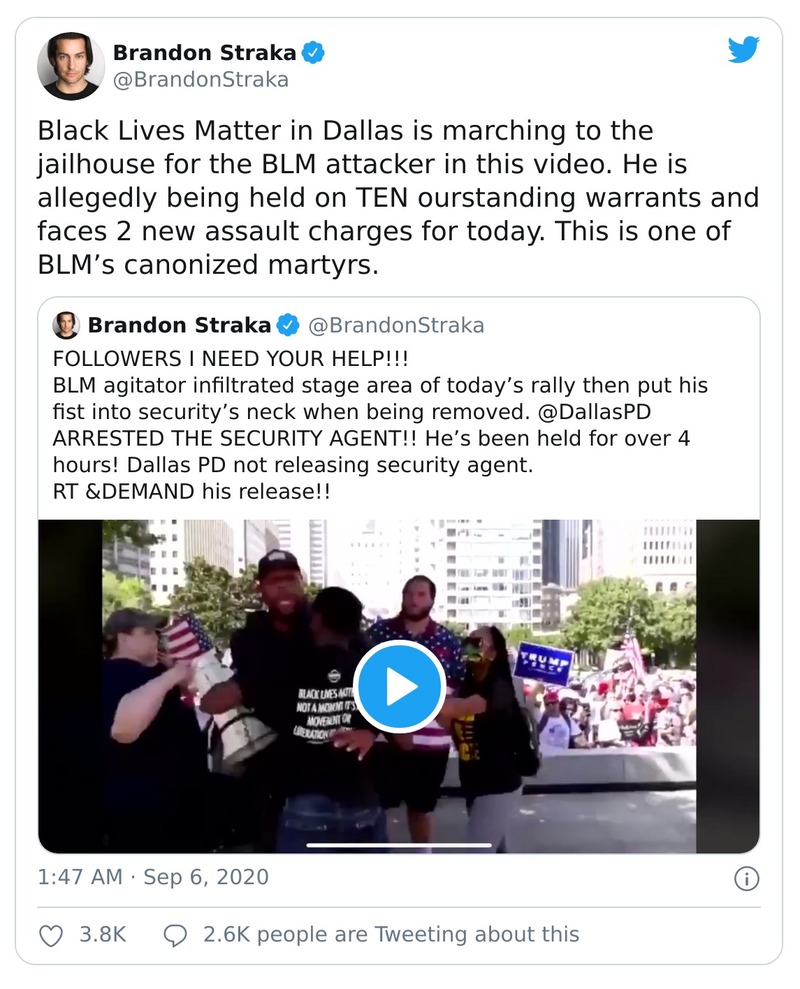 Brandon Straka
@BrandonStraka
Black Lives Matter in Dallas is marching to the
jailhouse for the BLM attacker in this video. He is
allegedly being held on TEN ourstanding warrants and
faces 2 new assault charges for today. This is one of
BLM’s canonized martyrs.
Brandon Straka @BrandonStraka
FOLLOWERS I NEED YOUR HELP!!!
BLM agitator infiltrated stage area of today’s rally then put his
fist into security’s neck when being removed. @DallasPD
ARRESTED THE SECURITY AGENT!! He’s been held for over 4
hours! Dallas PD not releasing security agent.
RT &DEMAND his release!!
TRUMP
PENCE
BLACK LIVES
NOT A MOMENT IT'S
MOVEMENT OF
LIBERATION
1:47 AM · Sep 6, 2020
3.8K 2.6K people are Tweeting about this